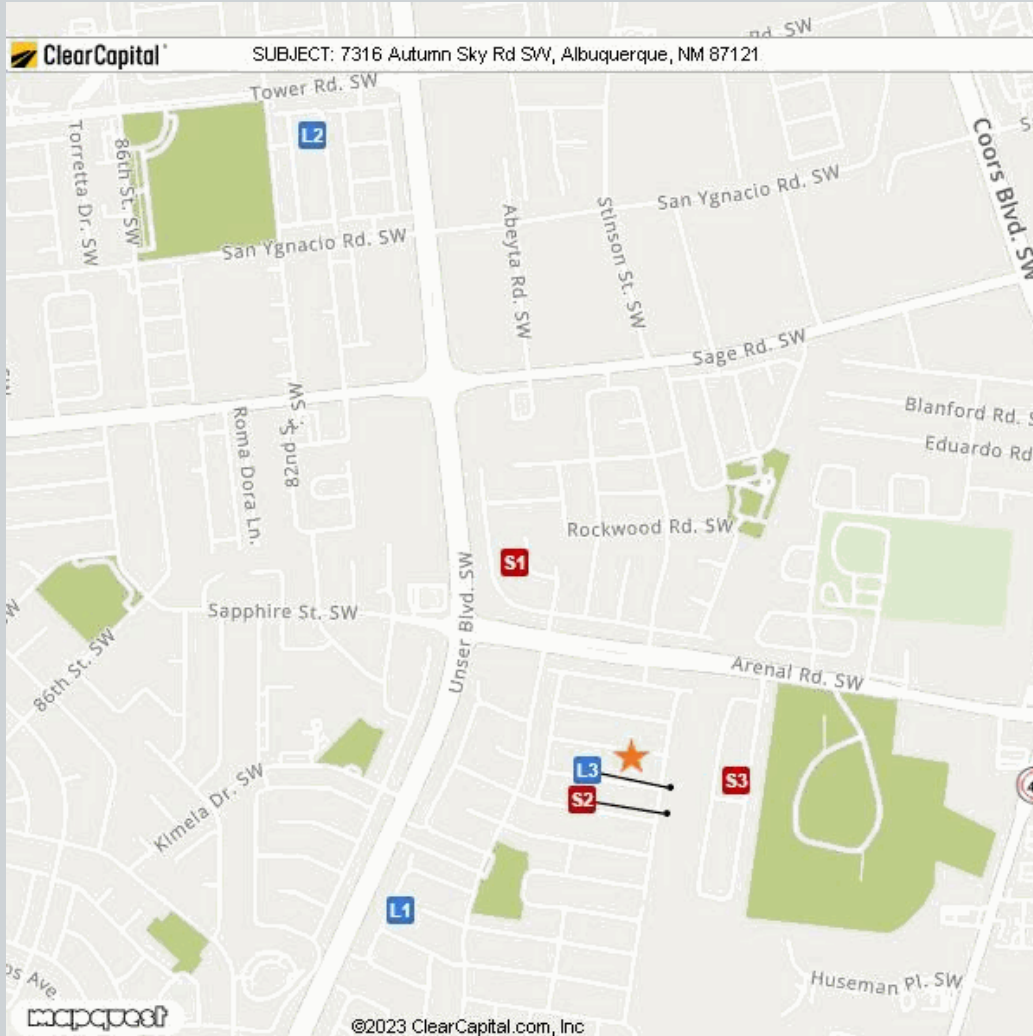 Rd. SW
ClearCapital
SUBJECT: 7316 Autumn Sky Rd SW, Albuquerque, NM 87121
Tower Rd. SW
L2
Torretta Dr. SW
86th St. SW
Coors Blvd. SW
San Ygnacio Rd. SW
San Ygnacio Rd. SW
Abeyta Rd. SW
Stinson St. SW
Sage Rd. SW
82nd St. SW
Roma Dora Ln.
Blanford Rd. S
Eduardo Rd
Rockwood Rd. SW
S1
Unser Blvd. SW
Sapphire St. SW
86th St. SW
Arenal Rd. SW
L3
S3
S2
Kimela Dr. SW
L1
Huseman Pl. SW
os Ave.
mapquest
©2023 ClearCapital.com, Inc